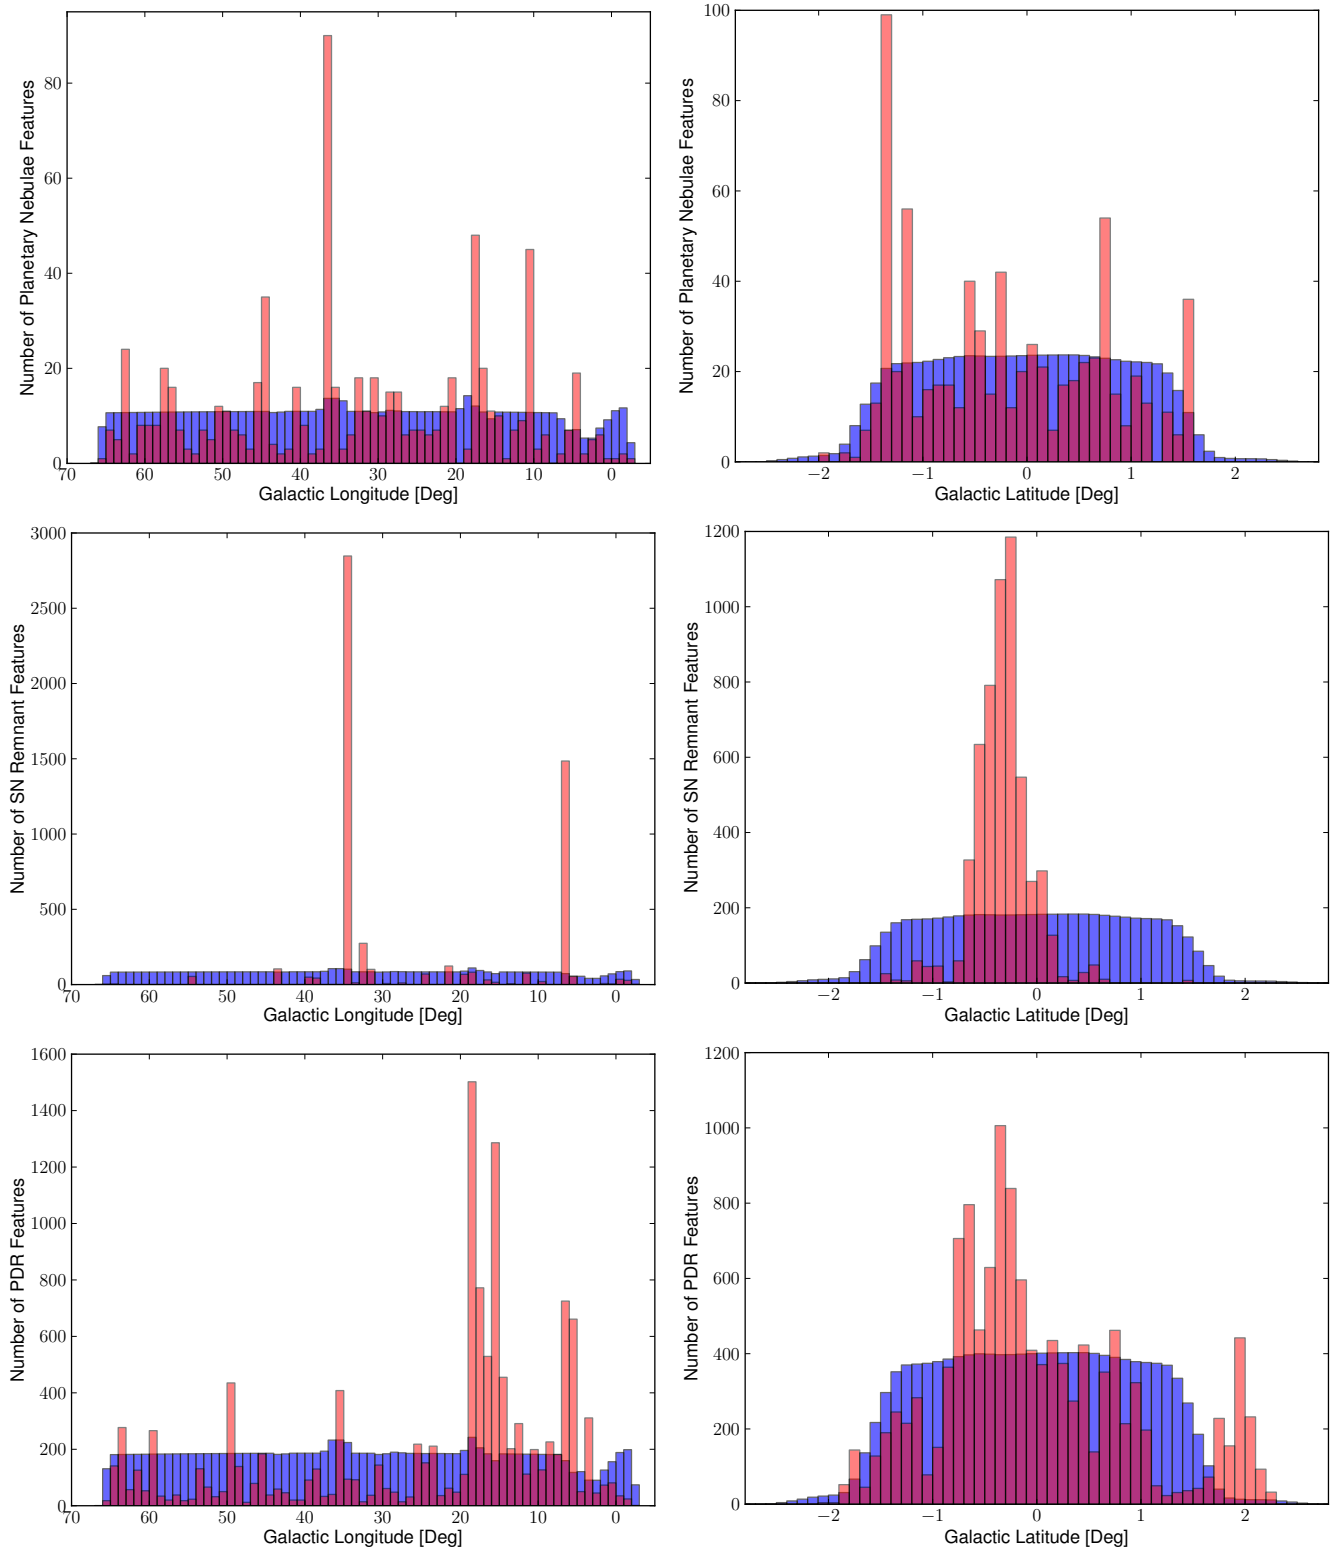 Number of Planetary Nebulae Features
80
60
40
20
0
70 60 50 40 30 20 10 0
Galactic Longitude [Deg]
Number of Planetary Nebulae Features
100
80
60
40
20
0
−2 −1 0 1 2
Galactic Latitude [Deg]
Number of SN Remnant Features
3000
2500
2000
1500
1000
500
0
70 60 50 40 30 20 10 0
Galactic Longitude [Deg]
Number of SN Remnant Features
1200
1000
800
600
400
200
0
−2 −1 0 1 2
Galactic Latitude [Deg]
Number of PDR Features
1600
1400
1200
1000
800
600
400
200
0
70 60 50 40 30 20 10 0
Galactic Longitude [Deg]
Number of PDR Features
1200
1000
800
600
400
200
0
−2 −1 0 1 2
Galactic Latitude [Deg]